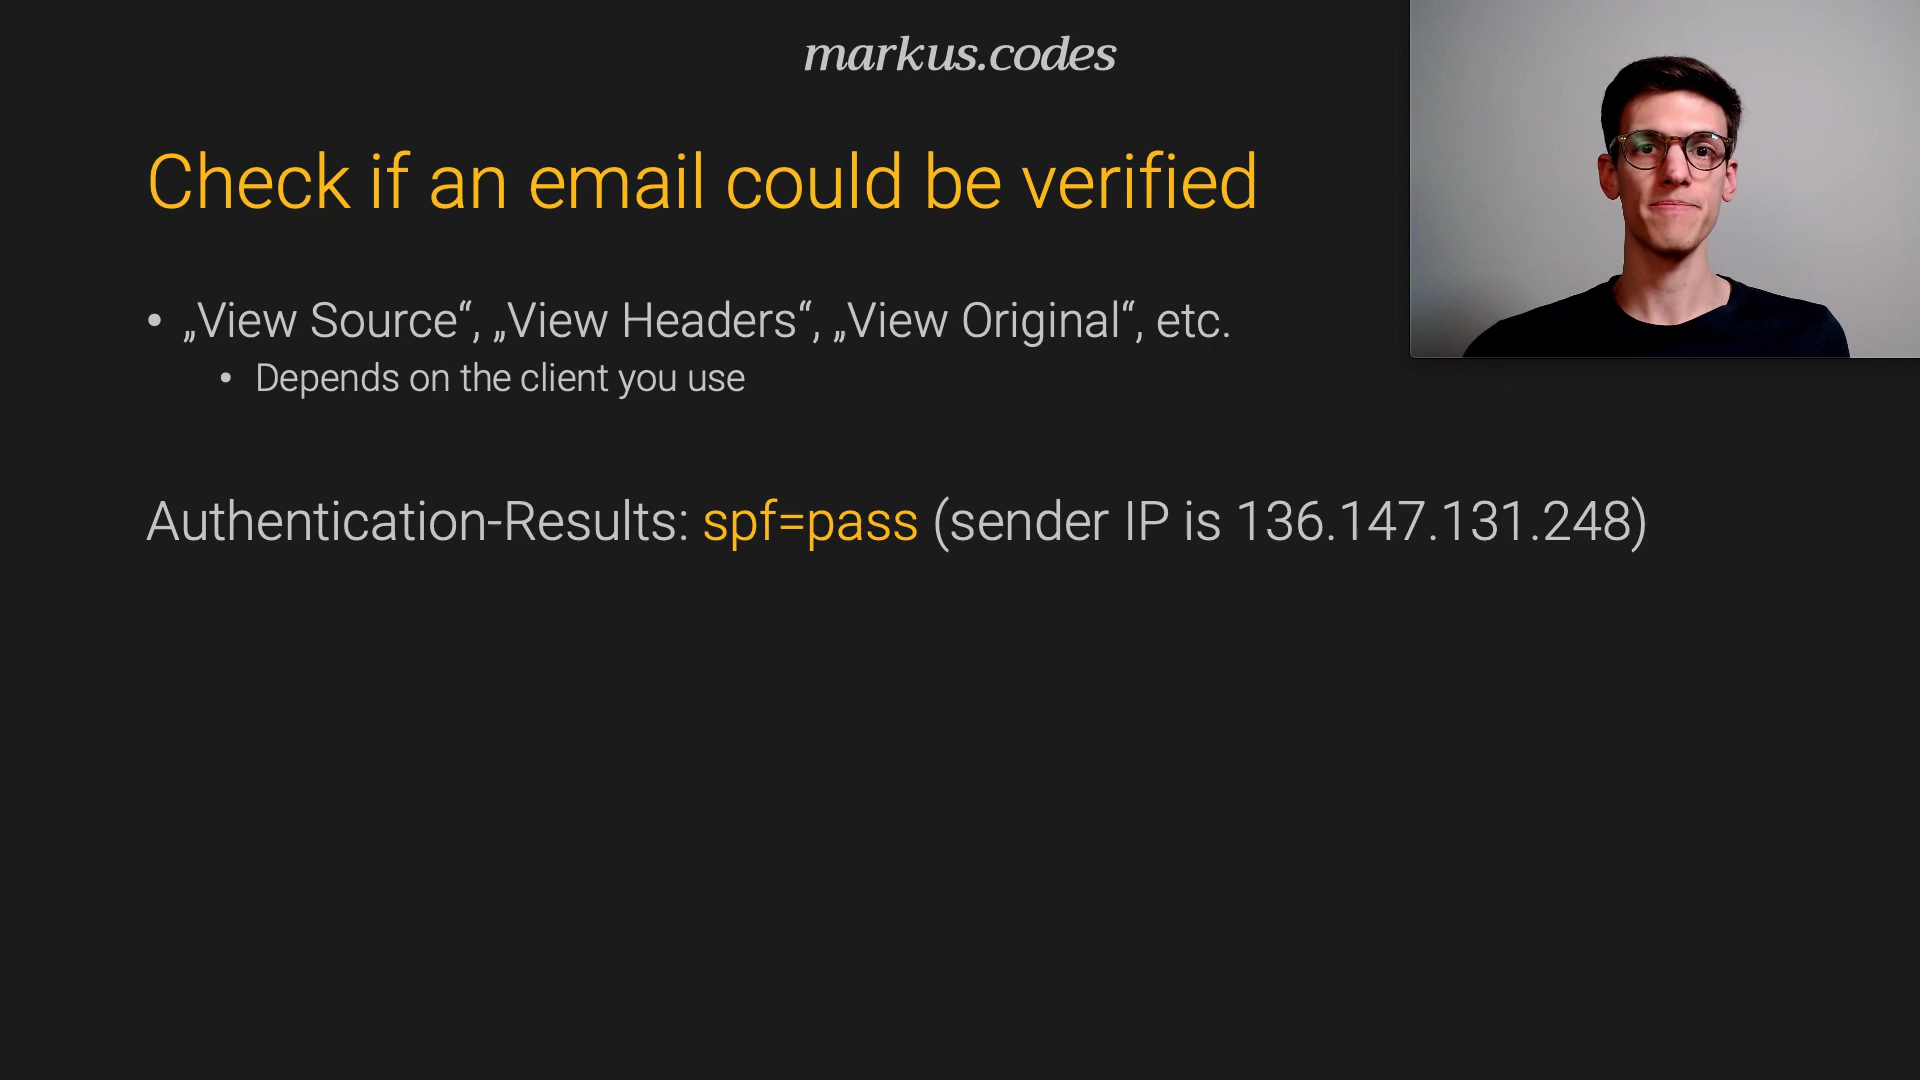 markus.codes
Check if an email could be verified
• „View Source“, „View Headers“, „View Original“, etc.
• Depends on the client you use
Authentication-Results: spf=pass (sender IP is 136.147.131.248)